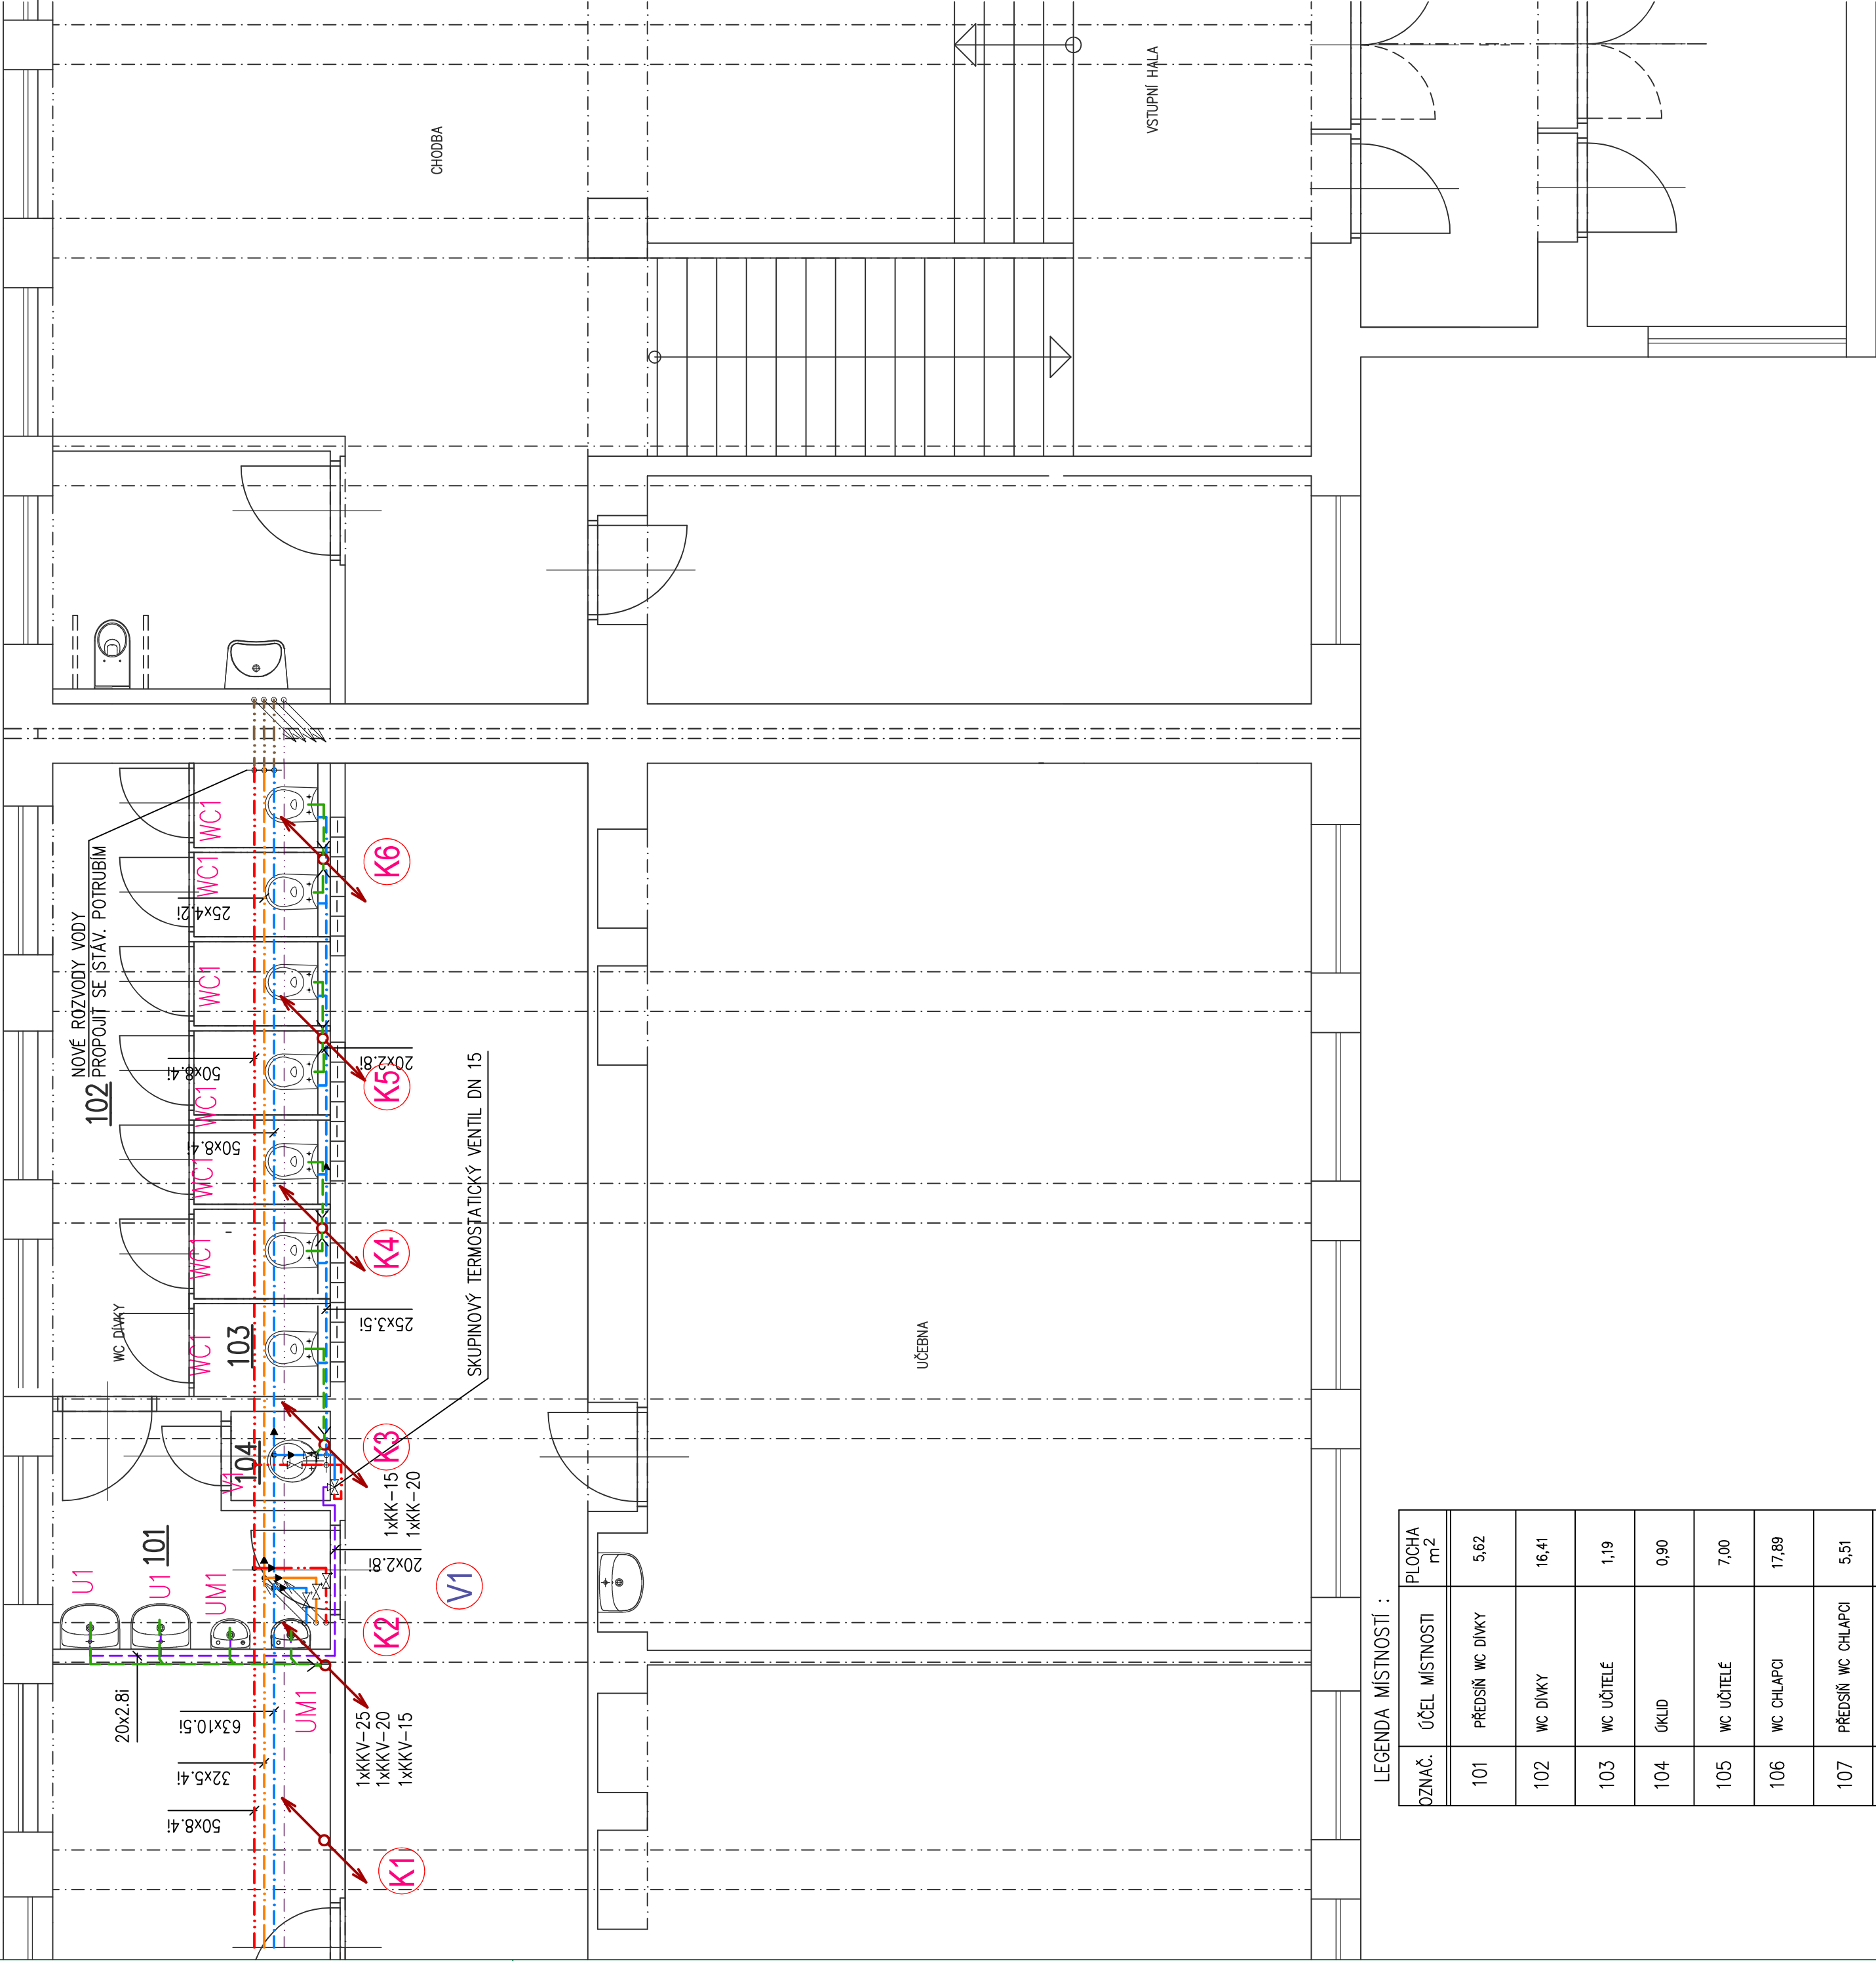 CHODBA
VSTUPNÍ HALA
NOVÉ ROZVODY VODY
PROPOJIT SE STÁV. POTRUBÍM
102
WC1
WC1
WC1
WC1
WC1
WC1
WC1
25x4.2i
50x8.4i
50x8.4i
20x2.8i
25x3.5i
K6
K5
K4
K3
SKUPINOVÝ TERMOSTATICKÝ VENTIL DN 15
WC DÍVKY
103
104
V1
101
1xKK-15
1xKK-20
20x2.8i
V1
K2
U1
U1
UM1
UM1
20x2.8i
63x10.5i
32x5.4i
50x8.4i
1xKKV-25
1xKKV-20
1xKKV-15
K1
UČEBNA
LEGENDA MÍSTNOSTÍ :
OZNAČ. ÚČEL MÍSTNOSTI PLOCHA m2
101 PŘEDSÍŇ WC DÍVKY 5,62
102 WC DÍVKY 16,41
103 WC UČITELÉ 1,19
104 ÚKLID 0,90
105 WC UČITELÉ 7,00
106 WC CHLAPCI 17,89
107 PŘEDSÍŇ WC CHLAPCI 5,51